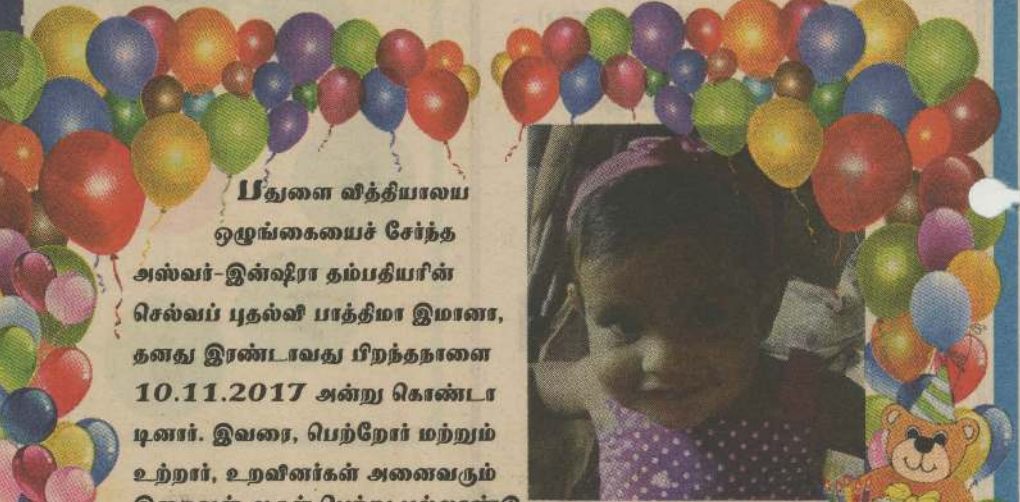 பதுளை வித்தியாலய
ஒழுங்கையைச் சேர்ந்த
அஸ்வர்-இன்ஷிரா தம்பதியரின்
செல்வப் புதல்வி பாத்திமா இமானா,
தனது இரண்டாவது பிறந்தநாளை
10.11.2017 அன்று கொண்டா
டினார். இவரை, பெற்றோர் மற்றும்
உற்றார், உறவினர்கள் அனைவரும்